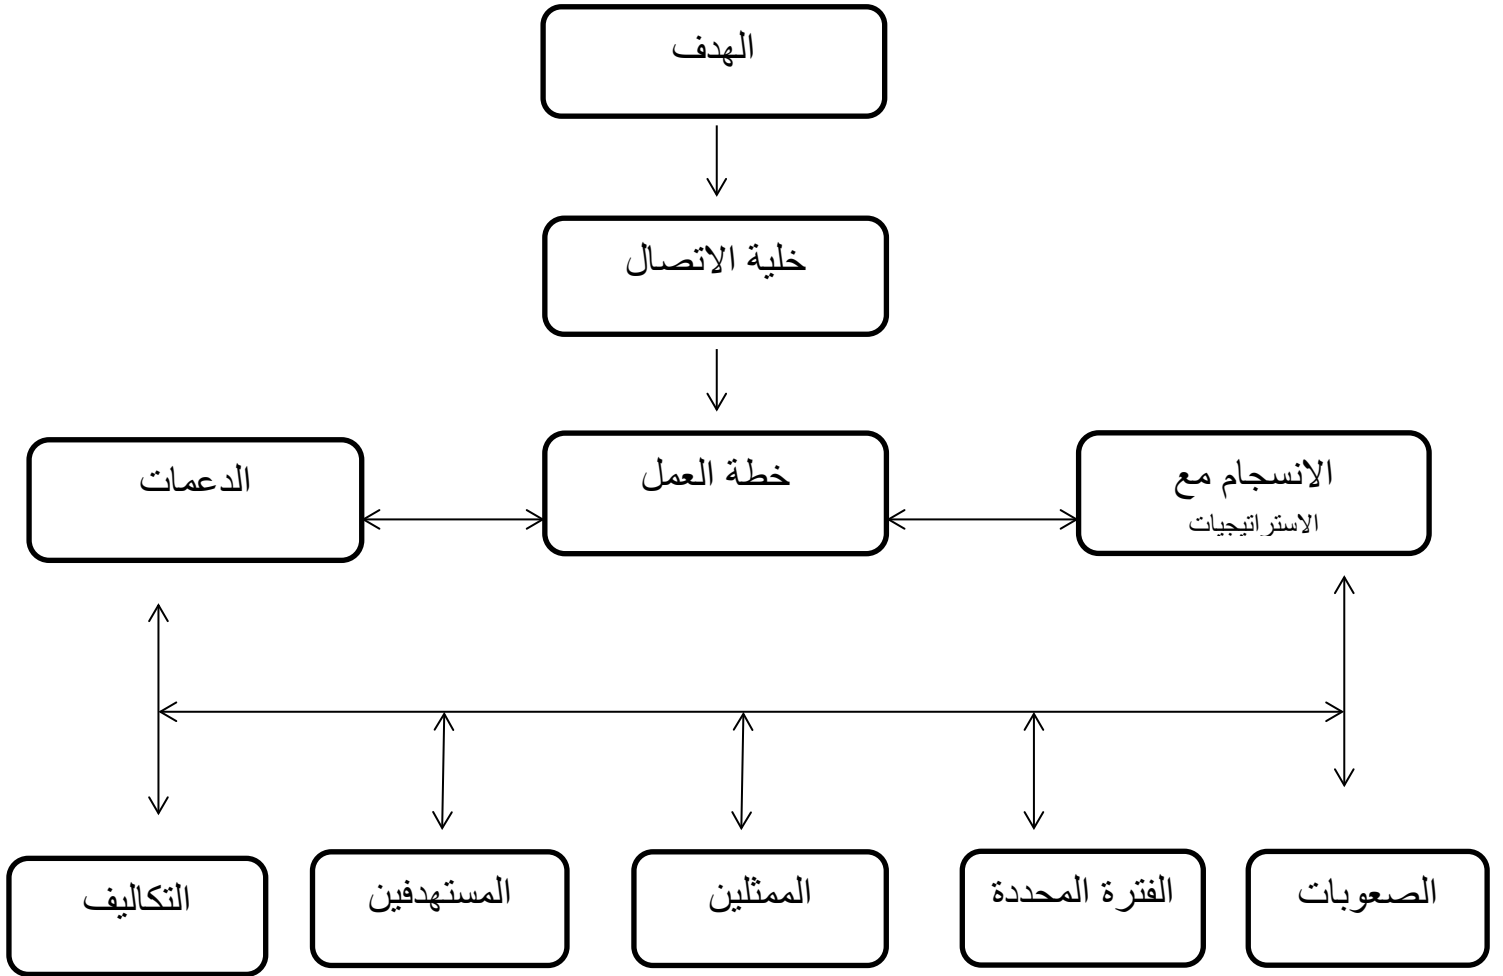 الهدف
خلية الاتصال
خطة العمل
الانسجام مع
الاستراتيجيات
الدعمات
الصعوبات
الفترة المحددة
الممثلين
المستهدفين
التكاليف